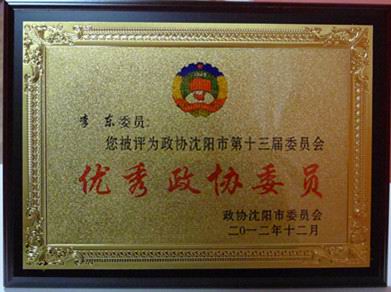 李 东委员:
您被评为政协沈阳市第十三届委员会
优秀政协委员
政协沈阳市委员会
二〇一二年十二月